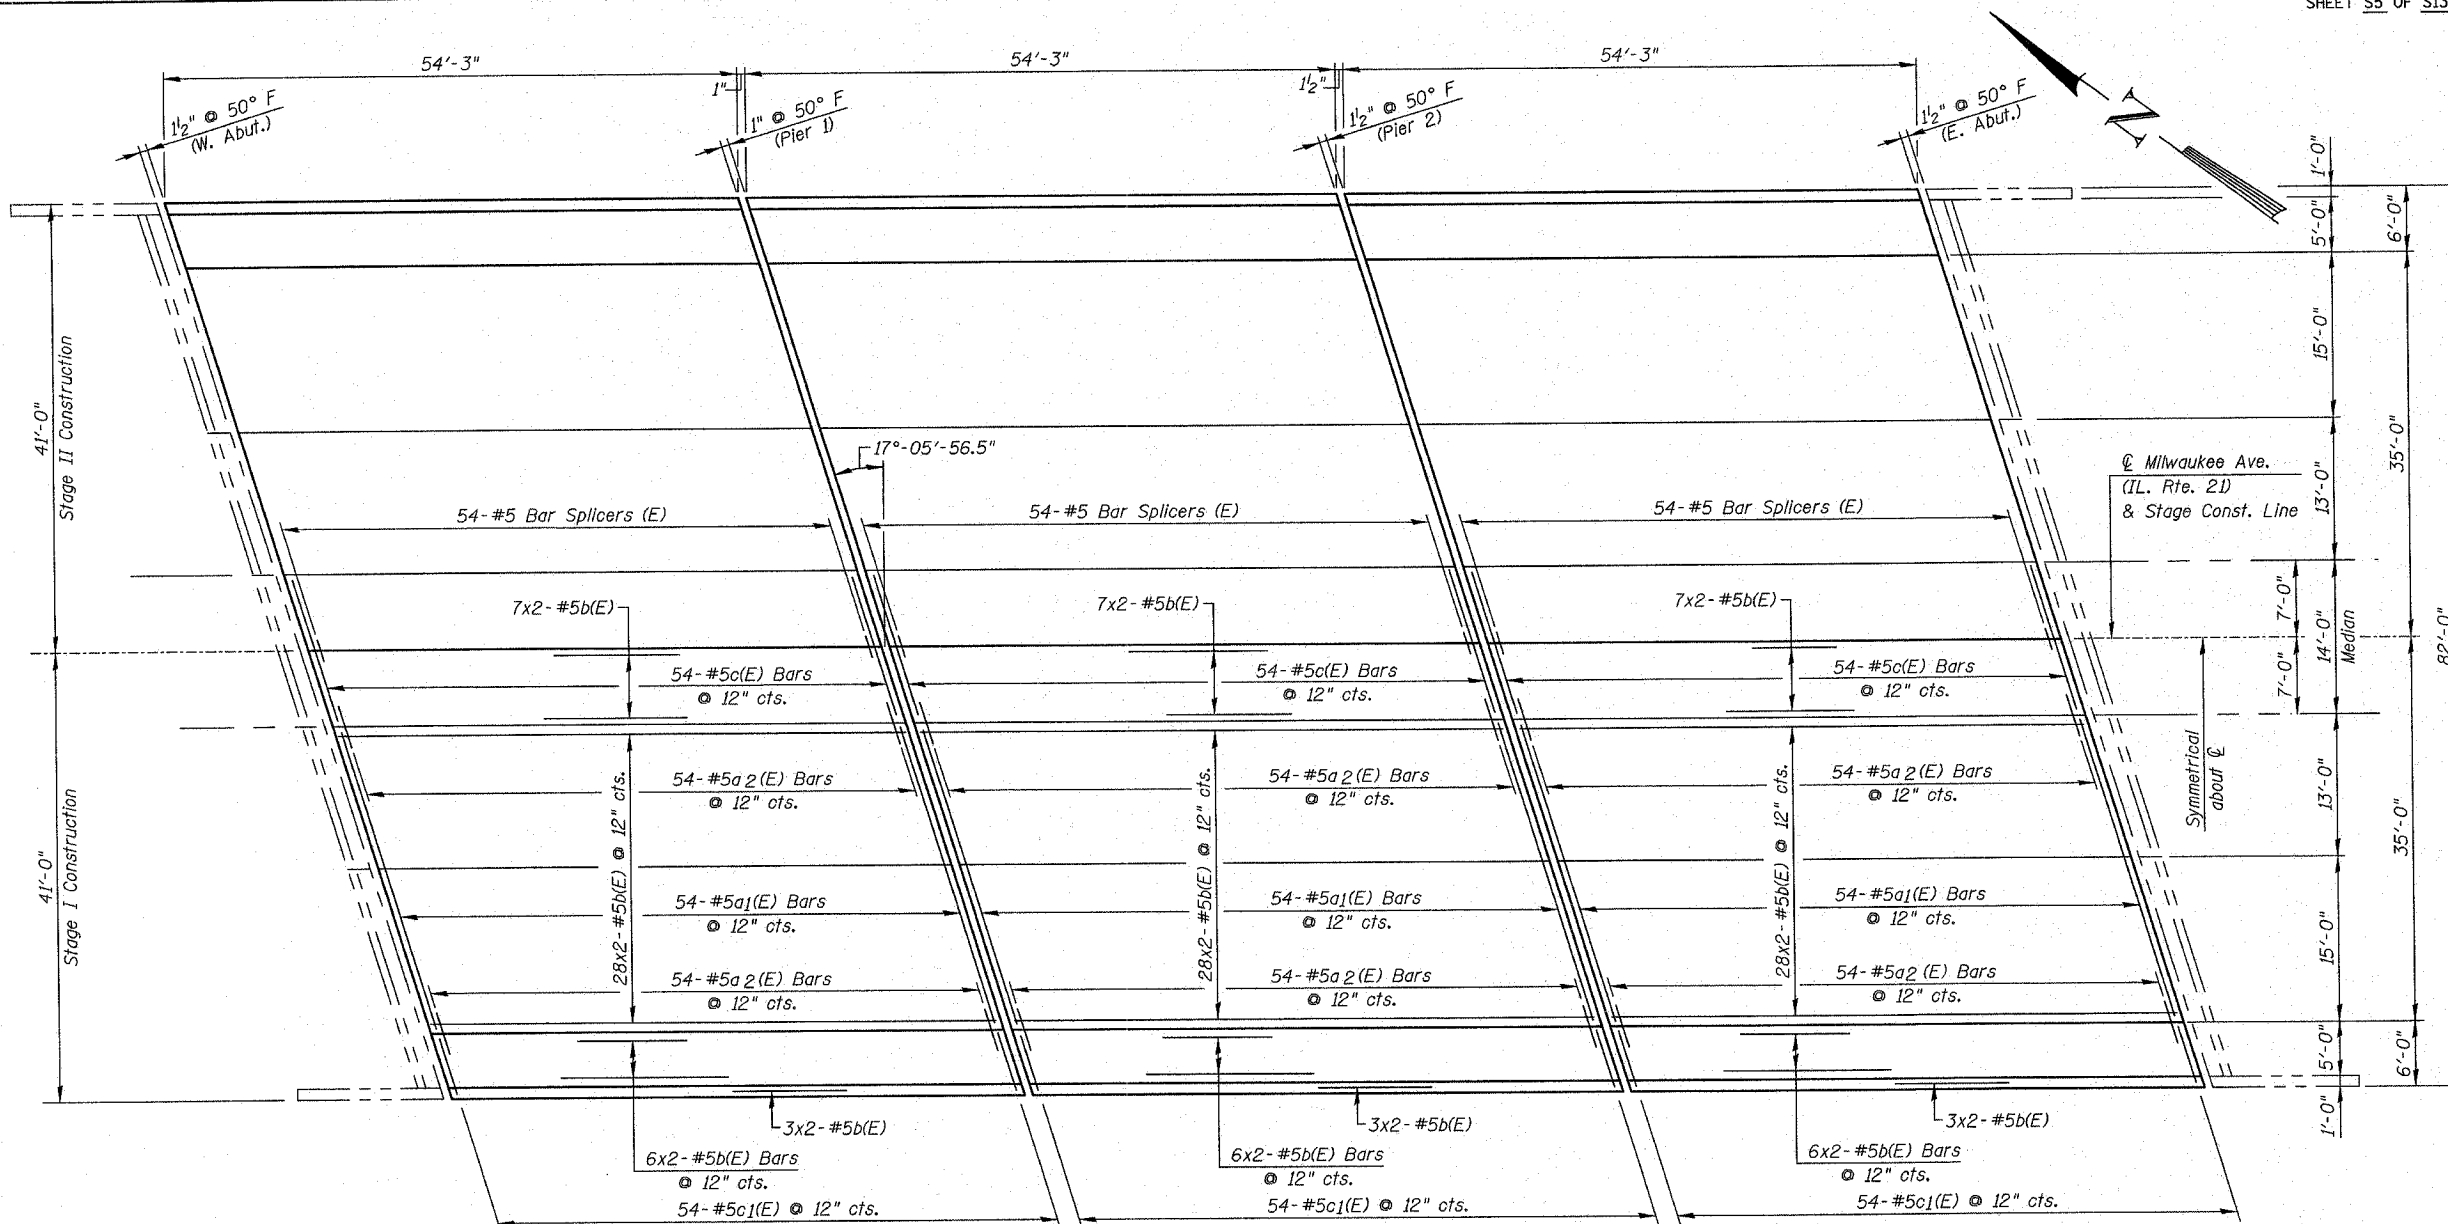 SHEET S5 OF S13
54'-3"
54'-3"
54'-3"
1"
1½"
1½" @ 50° F
(W. Abut.)
1" @ 50° F
(Pier 1)
1½" @ 50° F
(Pier 2)
1½" @ 50° F
(E. Abut.)
N
1'-0"
5'-0"
6'-0"
15'-0"
35'-0"
13'-0"
41'-0"
Stage II Construction
17°-05'-56.5"
54-#5 Bar Splicers (E)
54-#5 Bar Splicers (E)
54-#5 Bar Splicers (E)
℄ Milwaukee Ave.
(IL. Rte. 21)
& Stage Const. Line
7x2-#5b(E)
7x2-#5b(E)
7x2-#5b(E)
7'-0"
14'-0"
Median
7'-0"
82'-0"
54-#5c(E) Bars
@ 12" cts.
54-#5c(E) Bars
@ 12" cts.
54-#5c(E) Bars
@ 12" cts.
Symmetrical
about ℄
41'-0"
Stage I Construction
28x2-#5b(E) @ 12" cts.
28x2-#5b(E) @ 12" cts.
28x2-#5b(E) @ 12" cts.
54-#5a2(E) Bars
@ 12" cts.
54-#5a2(E) Bars
@ 12" cts.
54-#5a2(E) Bars
@ 12" cts.
13'-0"
35'-0"
54-#5a1(E) Bars
@ 12" cts.
54-#5a1(E) Bars
@ 12" cts.
54-#5a1(E) Bars
@ 12" cts.
15'-0"
54-#5a2(E) Bars
@ 12" cts.
54-#5a2(E) Bars
@ 12" cts.
54-#5a2(E) Bars
@ 12" cts.
5'-0"
6'-0"
1'-0"
3x2-#5b(E)
3x2-#5b(E)
3x2-#5b(E)
6x2-#5b(E) Bars
@ 12" cts.
6x2-#5b(E) Bars
@ 12" cts.
6x2-#5b(E) Bars
@ 12" cts.
54-#5c1(E) @ 12" cts.
54-#5c1(E) @ 12" cts.
54-#5c1(E) @ 12" cts.